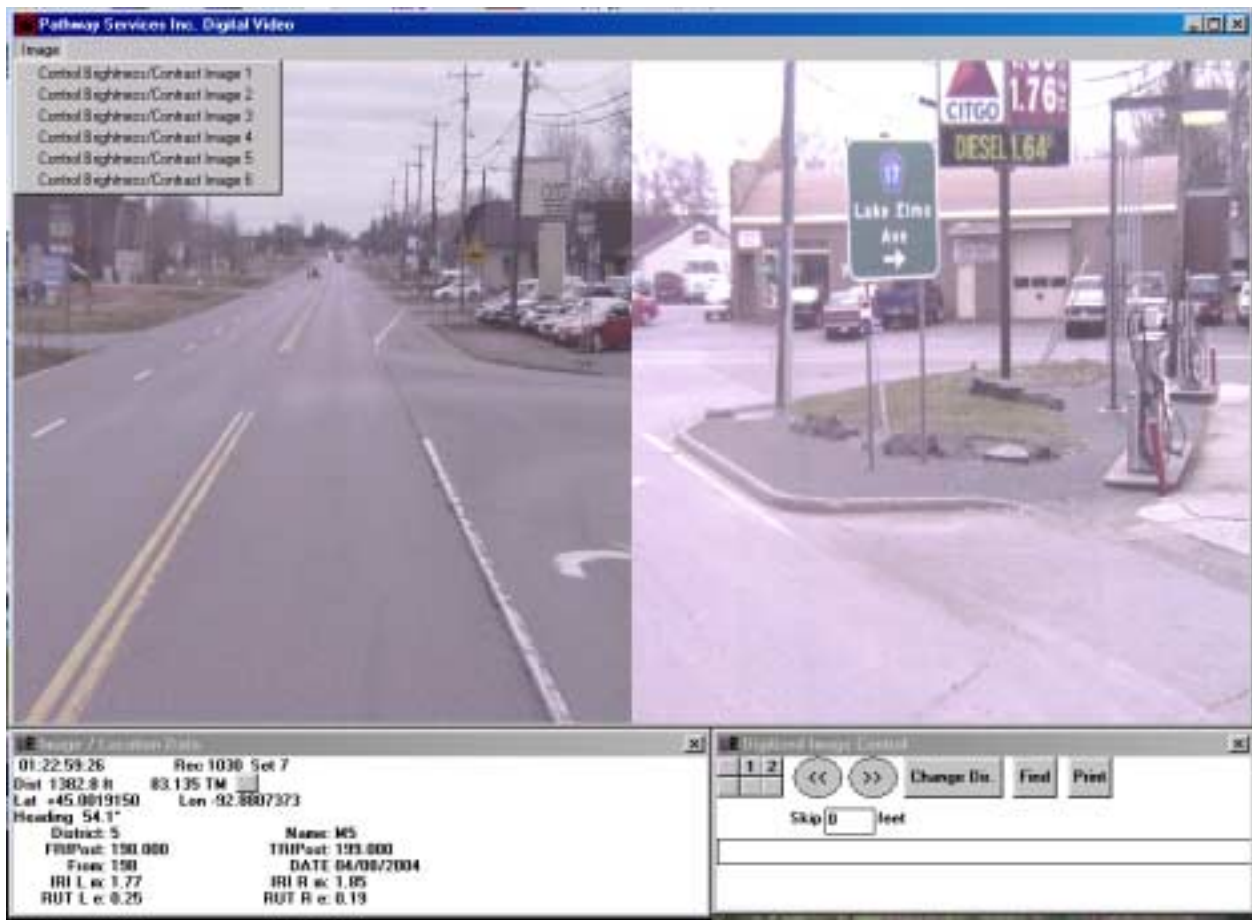 Pathway Services Inc. Digital Video
Image
Control Brightness/Contrast Image 1
Control Brightness/Contrast Image 2
Control Brightness/Contrast Image 3
Control Brightness/Contrast Image 4
Control Brightness/Contrast Image 5
Control Brightness/Contrast Image 6
CITGO
1.76
DIESEL 1.64
17
Lake Elmo
Ave
Image / Location Data
01:22:59:26 Rec 1030 Set 7
Dist 1382.8 ft 83.135 TM
Lat +45.0019150 Lon -92.8807373
Heading 54.1°
District: 5 Name: M5
FRIPost: 190.000 TRIPost: 199.000
From: 190 DATE 04/08/2004
IRI L m: 1.77 IRI R m: 1.85
RUT L e: 0.25 RUT R e: 0.19
Digitized Image Control
1 2
<< >> Change Dir. Find Print
Skip 0 feet